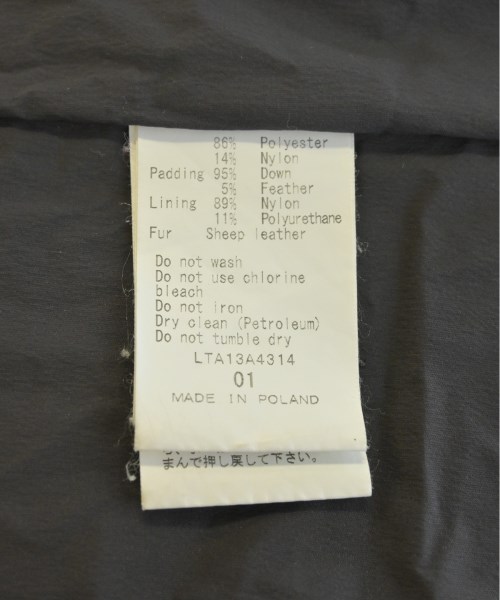 86% Polyester
14% Nylon
Padding 95% Down
5% Feather
Lining 89% Nylon
11% Polyurethane
Fur Sheep leather
Do not wash
Do not use chlorine
bleach
Do not iron
Dry clean (Petroleum)
Do not tumble dry
LTA13A4314
01
MADE IN POLAND
まんで押し戻して下さい。